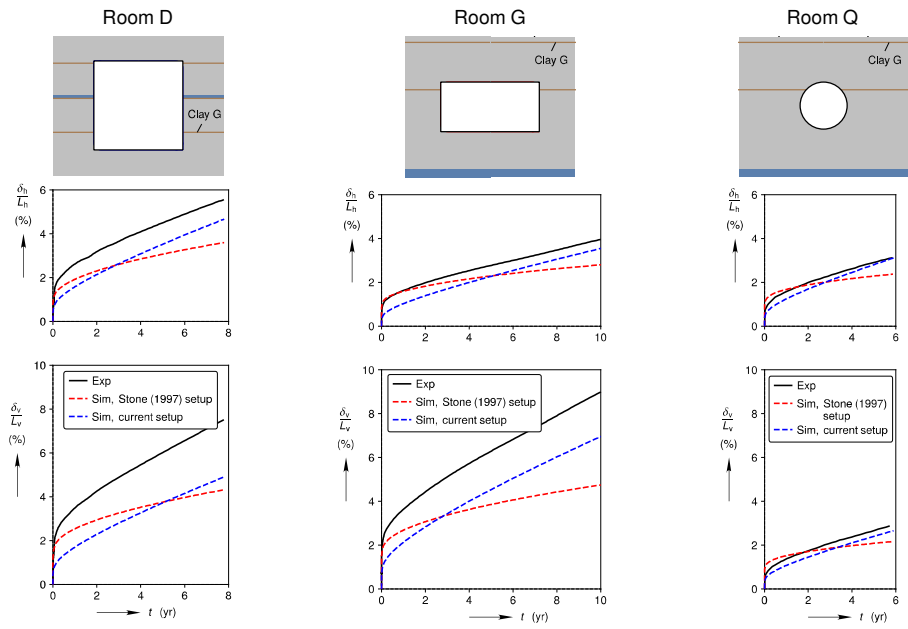 Room D
Room G
Room Q
Clay G
Clay G
Clay G
δh
Lh
(%)
6
4
2
0
0 2 4 6 8
δh
Lh
(%)
6
4
2
0
0 2 4 6 8 10
δh
Lh
(%)
6
4
2
0
0 2 4 6
δv
Lv
(%)
10
8
6
4
2
0
Exp
Sim, Stone (1997) setup
Sim, current setup
0 2 4 6 8
t (yr)
δv
Lv
(%)
10
8
6
4
2
0
Exp
Sim, Stone (1997) setup
Sim, current setup
0 2 4 6 8 10
t (yr)
δv
Lv
(%)
10
8
6
4
2
0
Exp
Sim, Stone (1997)
setup
Sim, current setup
0 2 4 6
t (yr)